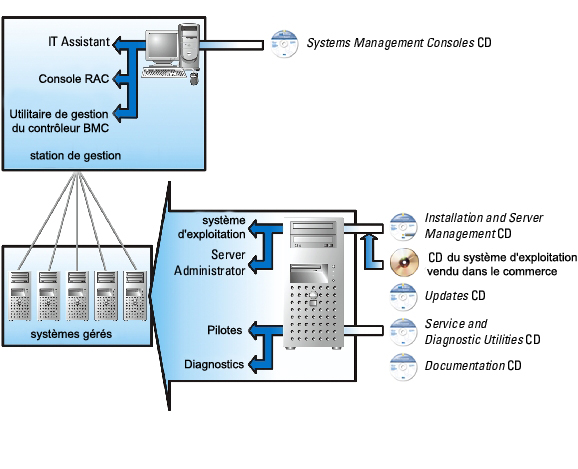 IT Assistant
Systems Management Consoles CD
Console RAC
Utilitaire de gestion
du contrôleur BMC
station de gestion
système
d'exploitation
Server
Administrator
Installation and Server
Management CD
CD du système d'exploitation
vendu dans le commerce
Updates CD
systèmes gérés
Pilotes
Service and
Diagnostic Utilities CD
Diagnostics
Documentation CD